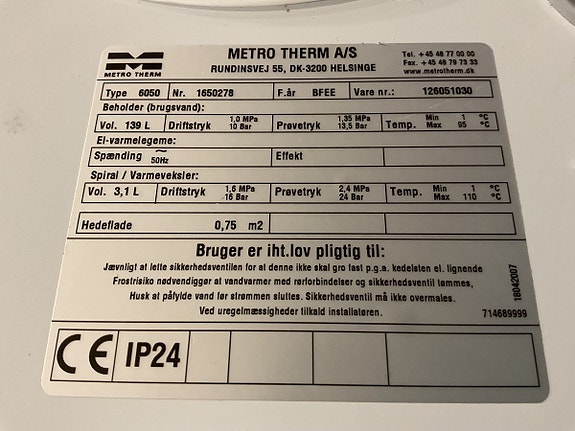 METRO THERM A/S
RUNDINSVEJ 55, DK-3200 HELSINGE
Tel. +45 48 77 00 00
Fax. +45 48 79 73 33
www.metrotherm.dk
METRO THERM
Type 6050 Nr. 1650278 F.år BFEE Vare nr.: 126051030
Beholder (brugsvand):
Vol. 139 L Driftstryk 1,0 MPa 10 Bar Prøvetryk 1,35 MPa 13,5 Bar Temp. Min 1 °C Max 95 °C
El-varmelegeme:
Spænding ~ 50Hz Effekt
Spiral / Varmeveksler:
Vol. 3,1 L Driftstryk 1,6 MPa 16 Bar Prøvetryk 2,4 MPa 24 Bar Temp. Min 1 °C Max 110 °C
Hedeflade 0,75 m2
Bruger er iht.lov pligtig til:
Jævnligt at lette sikkerhedsventilen for at denne ikke skal gro fast p.g.a. kedelsten el. lignende
Frostrisiko nødvendiggør at vandvarmer med rørforbindelser og sikkerhedsventil tømmes,
Husk at påfylde vand før strømmen sluttes. Sikkerhedsventil må ikke overmales.
Ved uregelmæssigheder tilkald installatøren.
18042007
714689999
CE IP24